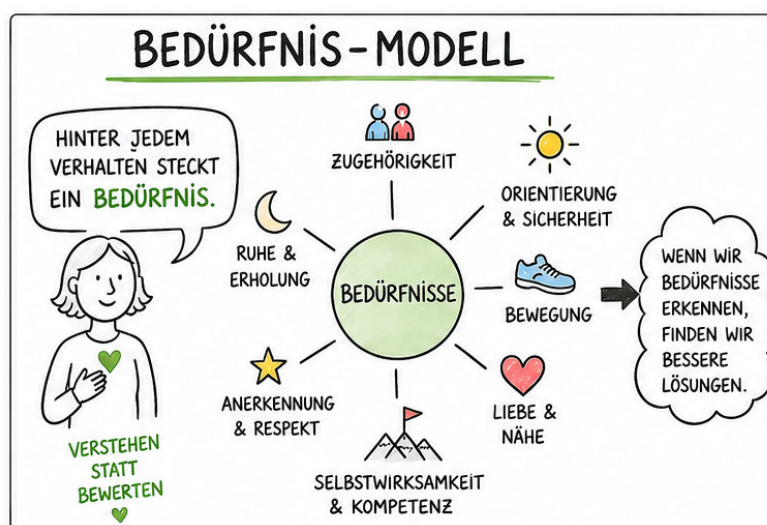 BEDÜRFNIS-MODELL
HINTER JEDEM
VERHALTEN STECKT
EIN BEDÜRFNIS.
VERSTEHEN
STATT
BEWERTEN
ZUGEHÖRIGKEIT
ORIENTIERUNG
& SICHERHEIT
RUHE &
ERHOLUNG
BEDÜRFNISSE
BEWEGUNG
ANERKENNUNG
& RESPEKT
LIEBE &
NÄHE
SELBSTWIRKSAMKEIT
& KOMPETENZ
WENN WIR
BEDÜRFNISSE
ERKENNEN,
FINDEN WIR
BESSERE
LÖSUNGEN.